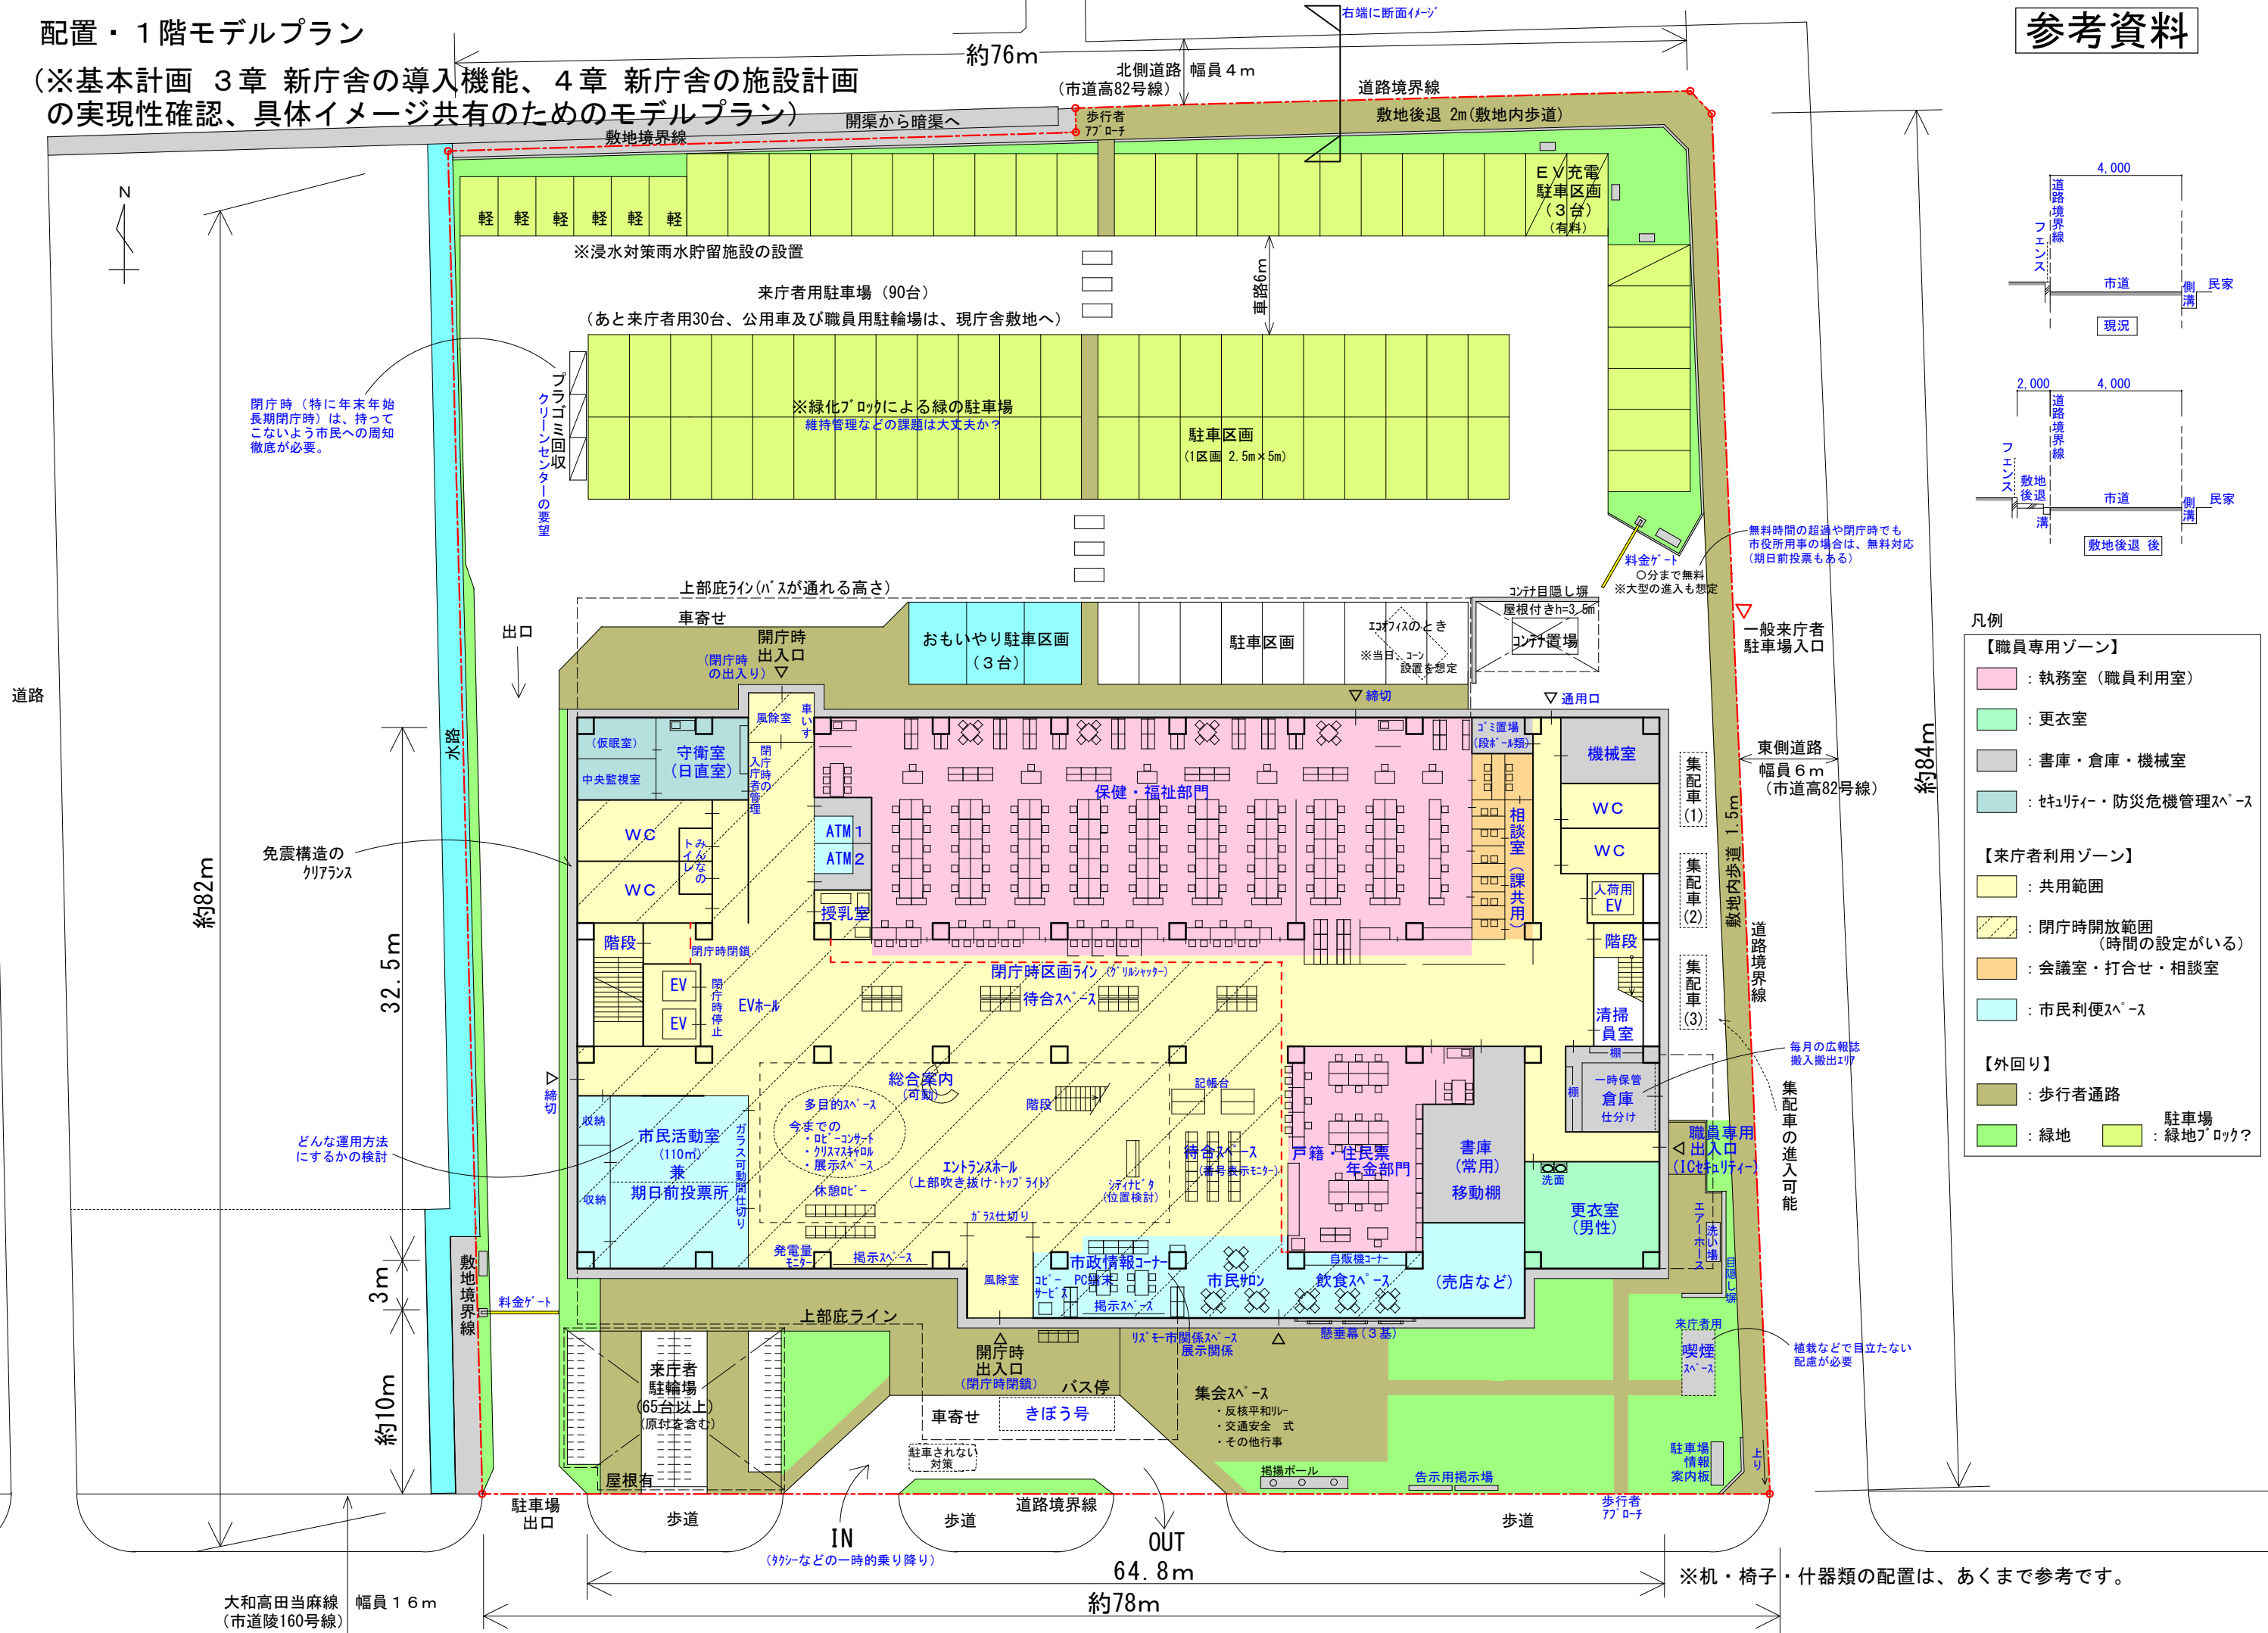 配置・１階モデルプラン
（※基本計画 ３章 新庁舎の導入機能、４章 新庁舎の施設計画
の実現性確認、具体イメージ共有のためのモデルプラン）
参考資料
右端に断面ｲﾒｰｼﾞ
約76m
北側道路 幅員４ｍ
（市道高82号線）
道路境界線
敷地後退 2m(敷地内歩道)
歩行者
ｱﾌﾟﾛｰﾁ
開渠から暗渠へ
敷地境界線
N
軽 軽 軽 軽 軽 軽
ＥＶ充電
駐車区画
（３台）
（有料）
※浸水対策雨水貯留施設の設置
来庁者用駐車場（90台）
（あと来庁者用30台、公用車及び職員用駐輪場は、現庁舎敷地へ）
車路6m
プラゴミ回収
クリーンセンターの要望
閉庁時（特に年末年始
長期閉庁時）は、持って
こないよう市民への周知
徹底が必要。
※緑化ﾌﾞﾛｯｸによる緑の駐車場
維持管理などの課題は大丈夫か？
駐車区画
(1区画 2.5m×5m)
無料時間の超過や閉庁時でも
市役所用事の場合は、無料対応
(期日前投票もある)
料金ｹﾞｰﾄ
〇分まで無料
※大型の進入も想定
一般来庁者
駐車場入口
上部庇ライン(ﾊﾞｽが通れる高さ)
車寄せ
出口
開庁時
出入口
(閉庁時
の出入り)
おもいやり駐車区画
（３台）
駐車区画
ｴｺｵﾌｨｽのとき
※当日、ｺｰﾝ
設置を想定
ｺﾝﾃﾅ目隠し塀
屋根付きh=3.5m
ｺﾝﾃﾅ置場
締切
通用口
道路
水路
約82m
32.5m
3m
約10m
約84m
東側道路
幅員６ｍ
（市道高82号線）
敷地内歩道 1.5m
道路境界線
集配車(1)
集配車(2)
集配車(3)
（仮眠室）
中央監視室
守衛室
（日直室）
風除室
車いす
閉庁時の
入庁者管理
ＷＣ
ＷＣ
みんなの
トイレ
ATM１
ATM２
授乳室
保健・福祉部門
ｺﾞﾐ置場
(段ﾎﾞｰﾙ類)
相談室（課共用）
機械室
ＷＣ
ＷＣ
人荷用
EV
階段
清掃
員室
免震構造の
ｸﾘｱﾗﾝｽ
階段
閉庁時閉鎖
EV
EV
閉庁時停止
EVﾎｰﾙ
閉庁時区画ライン (ｸﾞﾘﾙｼｬｯﾀｰ)
待合ｽﾍﾟｰｽ
締切
総合案内
(可動)
多目的ｽﾍﾟｰｽ
今までの
・ﾛﾋﾞｰｺﾝｻｰﾄ
・ｸﾘｽﾏｽｷｬﾛﾙ
・展示ｽﾍﾟｰｽ
休憩ﾛﾋﾞｰ
階段
記帳台
エントランスﾎｰﾙ
(上部吹き抜け・ﾄｯﾌﾟﾗｲﾄ)
ｼﾃｨﾅﾋﾞﾀ
(位置検討)
待合ｽﾍﾟｰｽ
(番号表示ﾓﾆﾀｰ)
戸籍・住民票
年金部門
書庫
（常用）
移動棚
棚
棚
一時保管
倉庫
仕分け
毎月の広報誌
搬入搬出ｴﾘｱ
集配車の進入可能
職員専用
出入口
(ICｾｷｭﾘﾃｨｰ)
洗面
更衣室
（男性）
エアーホース
洗い場
目隠し塀
どんな運用方法
にするかの検討
収納
収納
市民活動室
(110㎡)
兼
期日前投票所
ガラス可動間仕切り
発電量
ﾓﾆﾀｰ
掲示ｽﾍﾟｰｽ
ｶﾞﾗｽ仕切り
風除室
市政情報ｺｰﾅｰ
ｺﾋﾟｰ
ｻｰﾋﾞｽ
PC端末
掲示ｽﾍﾟｰｽ
市民ｻﾛﾝ
自販機ｺｰﾅｰ
飲食ｽﾍﾟｰｽ
（売店など）
敷地境界線
料金ｹﾞｰﾄ
上部庇ライン
開庁時
出入口
(閉庁時閉鎖)
ﾘｽﾞﾓｰ市関係ｽﾍﾟｰｽ
展示関係
懸垂幕(３基)
来庁者
駐輪場
(65台以上)
(原付を含む)
屋根有
車寄せ
バス停
きぼう号
駐車されない
対策
集会ｽﾍﾟｰｽ
・反核平和ﾘﾚｰ
・交通安全 式
・その他行事
掲揚ポール
告示用掲示場
来庁者用
喫煙
ｽﾍﾟｰｽ
植栽などで目立たない
配慮が必要
駐車場
情報
案内板
上り
歩行者
ｱﾌﾟﾛｰﾁ
駐車場
出口
歩道
IN
(ﾀｸｼｰなどの一時的乗り降り)
歩道
道路境界線
OUT
歩道
64.8m
約78m
大和高田当麻線 幅員１６ｍ
（市道陵160号線）
※机・椅子・什器類の配置は、あくまで参考です。
4,000
道路境界線
フェンス
市道
側溝
民家
現況
2,000 4,000
道路境界線
フェンス
敷地
後退
溝
市道
側溝
民家
敷地後退 後
凡例
【職員専用ゾーン】
：執務室（職員利用室）
：更衣室
：書庫・倉庫・機械室
：ｾｷｭﾘﾃｨｰ・防災危機管理ｽﾍﾟｰｽ
【来庁者利用ゾーン】
：共用範囲
：閉庁時開放範囲
（時間の設定がいる）
：会議室・打合せ・相談室
：市民利便ｽﾍﾟｰｽ
【外回り】
：歩行者通路
：緑地
駐車場
：緑地ﾌﾞﾛｯｸ？